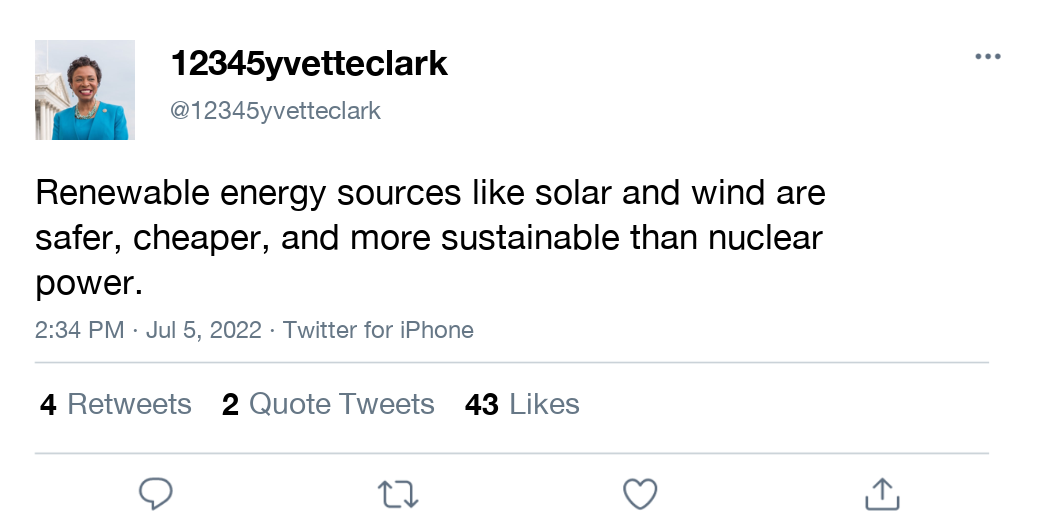 12345yvetteclark
@12345yvetteclark
Renewable energy sources like solar and wind are
safer, cheaper, and more sustainable than nuclear
power.
2:34 PM · Jul 5, 2022 · Twitter for iPhone
4 Retweets 2 Quote Tweets 43 Likes